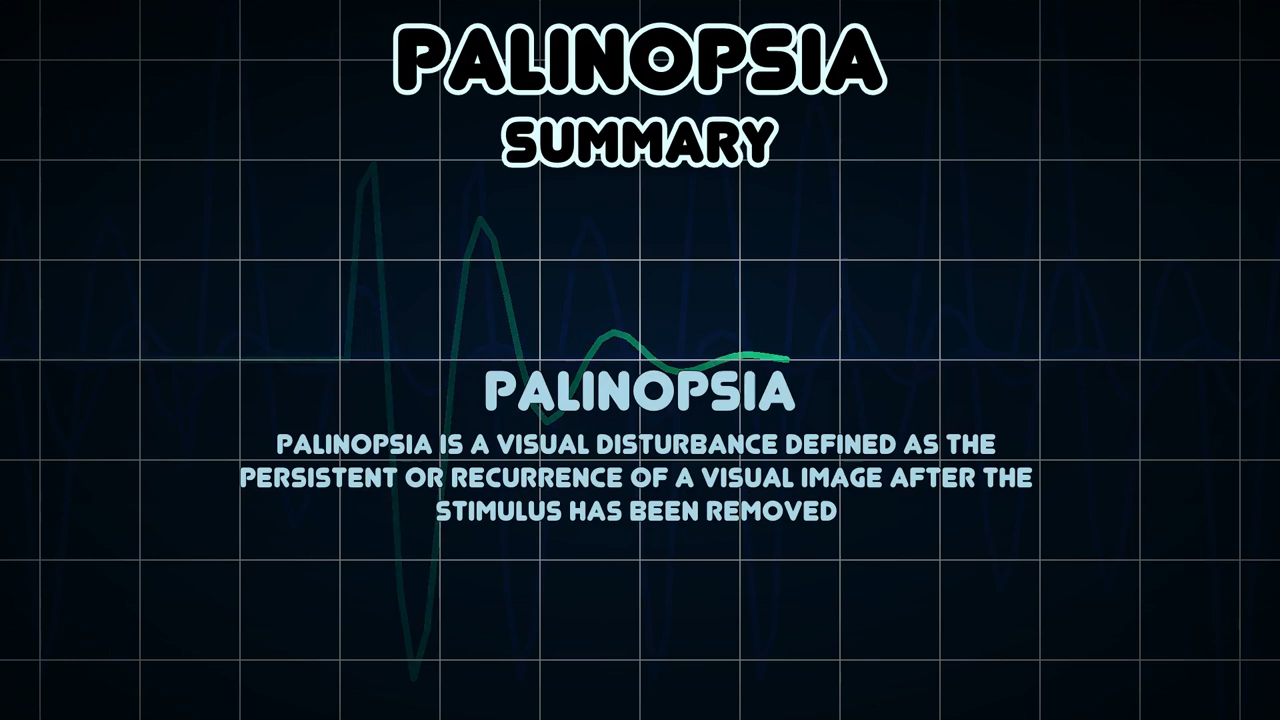 PALINOPSIA
SUMMARY
PALINOPSIA
PALINOPSIA IS A VISUAL DISTURBANCE DEFINED AS THE
PERSISTENT OR RECURRENCE OF A VISUAL IMAGE AFTER THE
STIMULUS HAS BEEN REMOVED